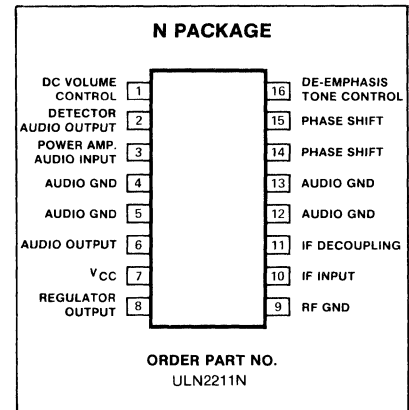 N PACKAGE
DC VOLUME
CONTROL 1
DETECTOR
AUDIO OUTPUT 2
POWER AMP.
AUDIO INPUT 3
AUDIO GND 4
AUDIO GND 5
AUDIO OUTPUT 6
VCC 7
REGULATOR
OUTPUT 8
16 DE-EMPHASIS
TONE CONTROL
15 PHASE SHIFT
14 PHASE SHIFT
13 AUDIO GND
12 AUDIO GND
11 IF DECOUPLING
10 IF INPUT
9 RF GND
ORDER PART NO.
ULN2211N